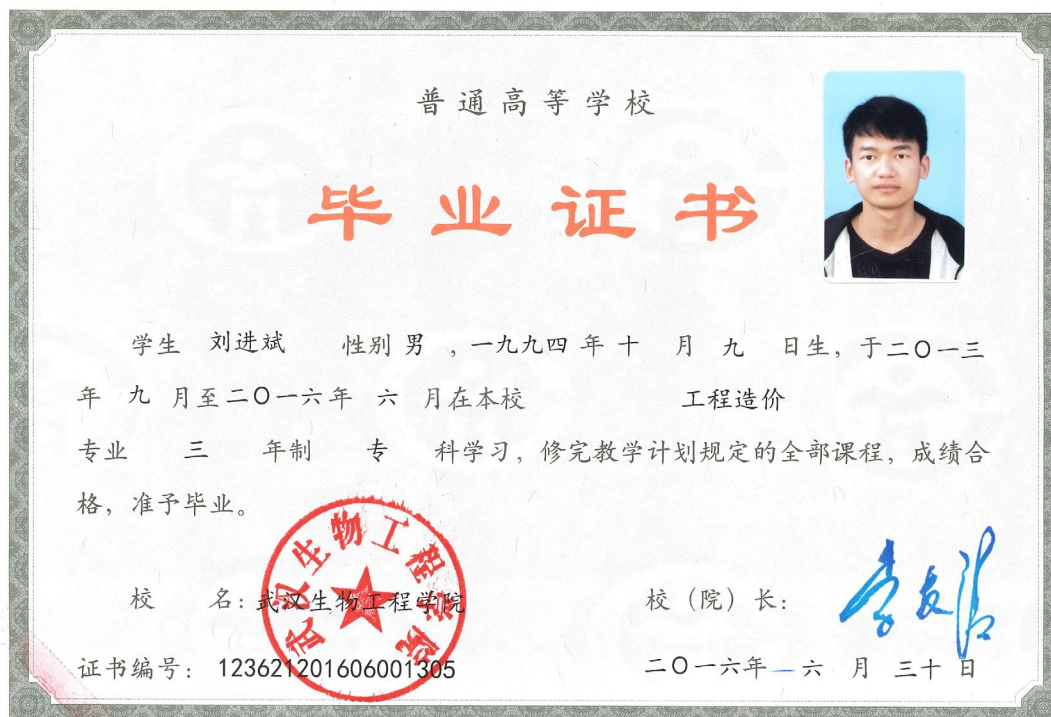 普通高等学校
毕业证书
学生 刘进斌 性别 男 ，一九九四 年 十 月 九 日生，于二〇一三
年 九 月至二〇一六年 六 月在本校 工程造价
专业 三 年制 专 科学习，修完教学计划规定的全部课程，成绩合
格，准予毕业。
武汉生物工程学院
校 名：武汉生物工程学院 校（院）长：
证书编号： 123621201606001305 二〇一六年 六 月 三十 日